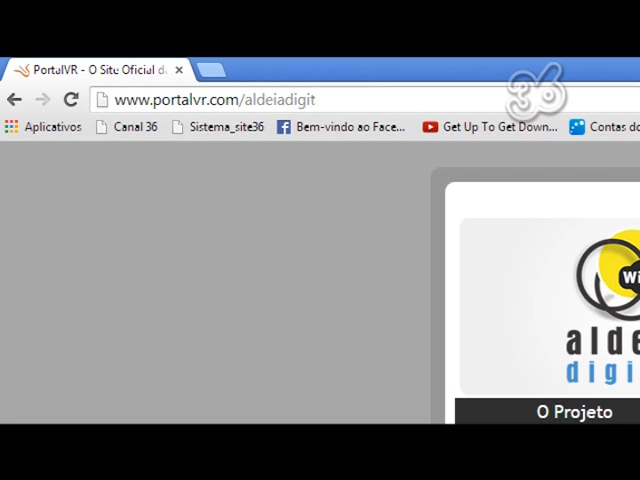 36
PortalVR - O Site Oficial d
www.portalvr.com/aldeiadigit
Aplicativos Canal 36 Sistema_site36 Bem-vindo ao Face... Get Up To Get Down... Contas do
Wi
alde
digi
O Projeto